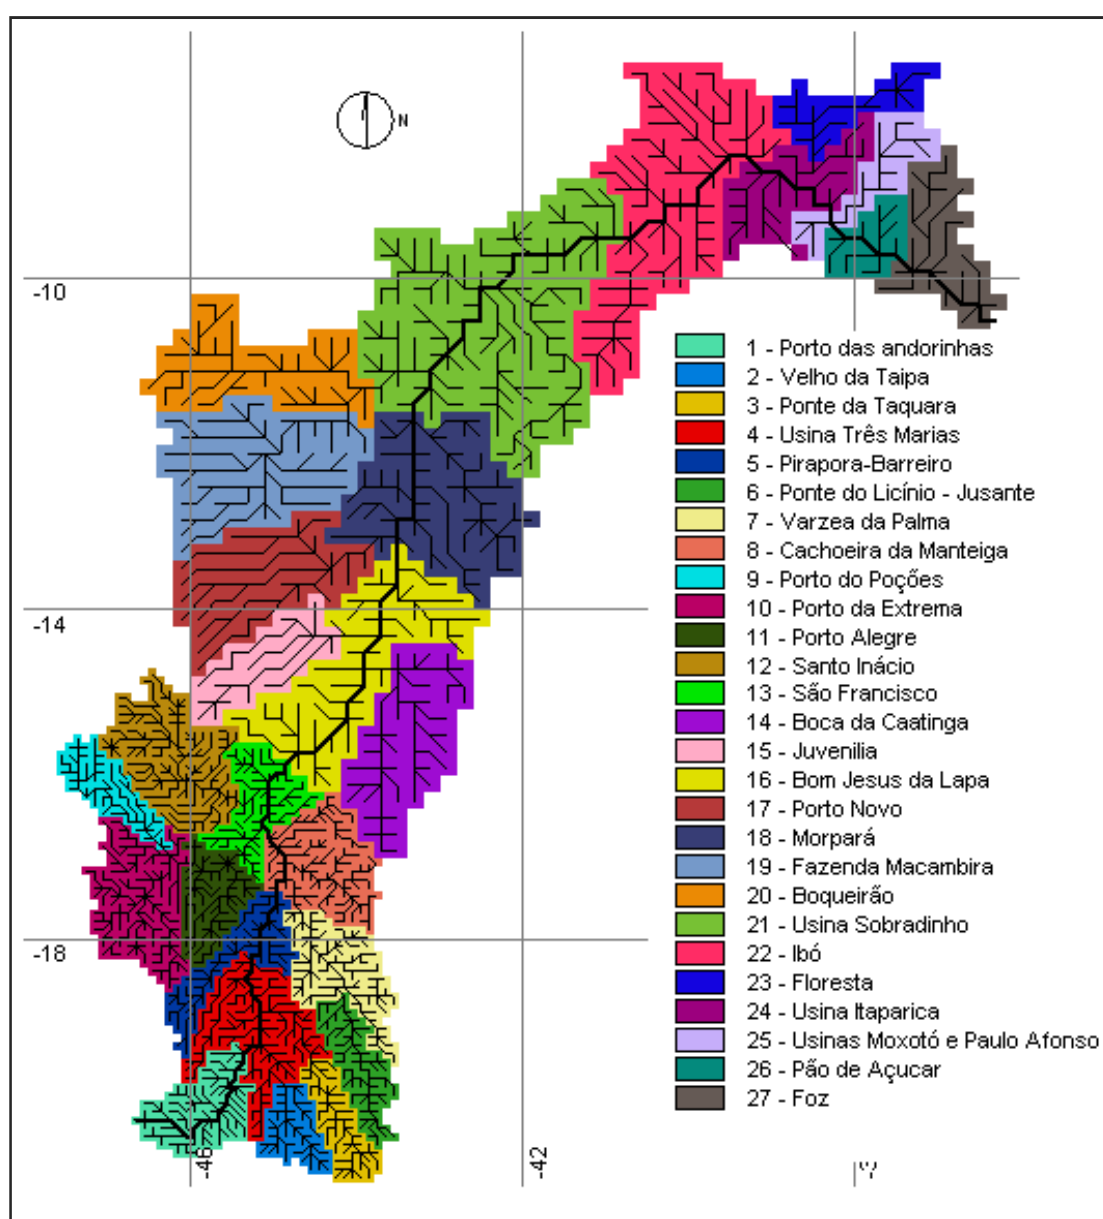 N
-10
1 - Porto das andorinhas
2 - Velho da Taipa
3 - Ponte da Taquara
4 - Usina Três Marias
5 - Pirapora-Barreiro
6 - Ponte do Licínio - Jusante
7 - Varzea da Palma
8 - Cachoeira da Manteiga
9 - Porto do Poções
10 - Porto da Extrema
11 - Porto Alegre
12 - Santo Inácio
13 - São Francisco
14 - Boca da Caatinga
15 - Juvenilia
16 - Bom Jesus da Lapa
17 - Porto Novo
18 - Morpará
19 - Fazenda Macambira
20 - Boqueirão
21 - Usina Sobradinho
22 - Ibó
23 - Floresta
24 - Usina Itaparica
25 - Usinas Moxotó e Paulo Afonso
26 - Pão de Açucar
27 - Foz
-14
-18
-46
-42